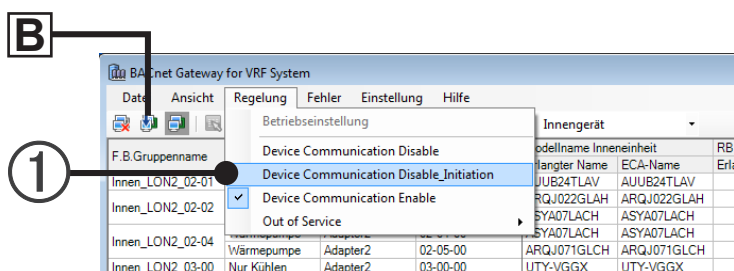 B
BACnet Gateway for VRF System
Datei Ansicht Regelung Fehler Einstellung Hilfe
Betriebseinstellung
Innengerät
Device Communication Disable
F.B.Gruppenname
Modellname Inneneinheit RB
1
Device Communication Disable_Initiation
langter Name ECA-Name Erla
Innen_LON2_02-01
AUUB24TLAV AUUB24TLAV
Device Communication Enable
ARQJ022GLAH ARQJ022GLAH
Innen_LON2_02-02
Out of Service
ASYA07LACH ASYA07LACH
ASYA07LACH ASYA07LACH
Innen_LON2_02-04
Wärmepumpe Adapter2 02-05-00 ARQJ071GLCH ARQJ071GLCH
Innen_LON2_03-00 Nur Kühlen Adapter2 03-00-00 UTY-VGGX UTY-VGGX